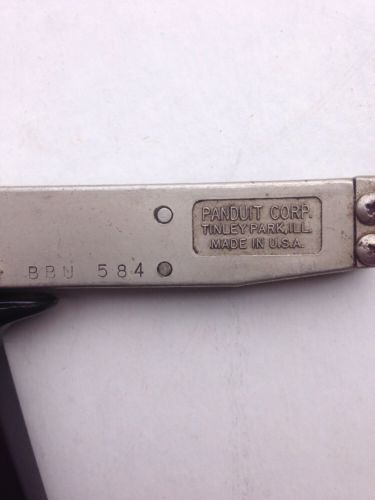 PANDUIT CORP.
TINLEY PARK, ILL.
MADE IN U.S.A.
BBU 584